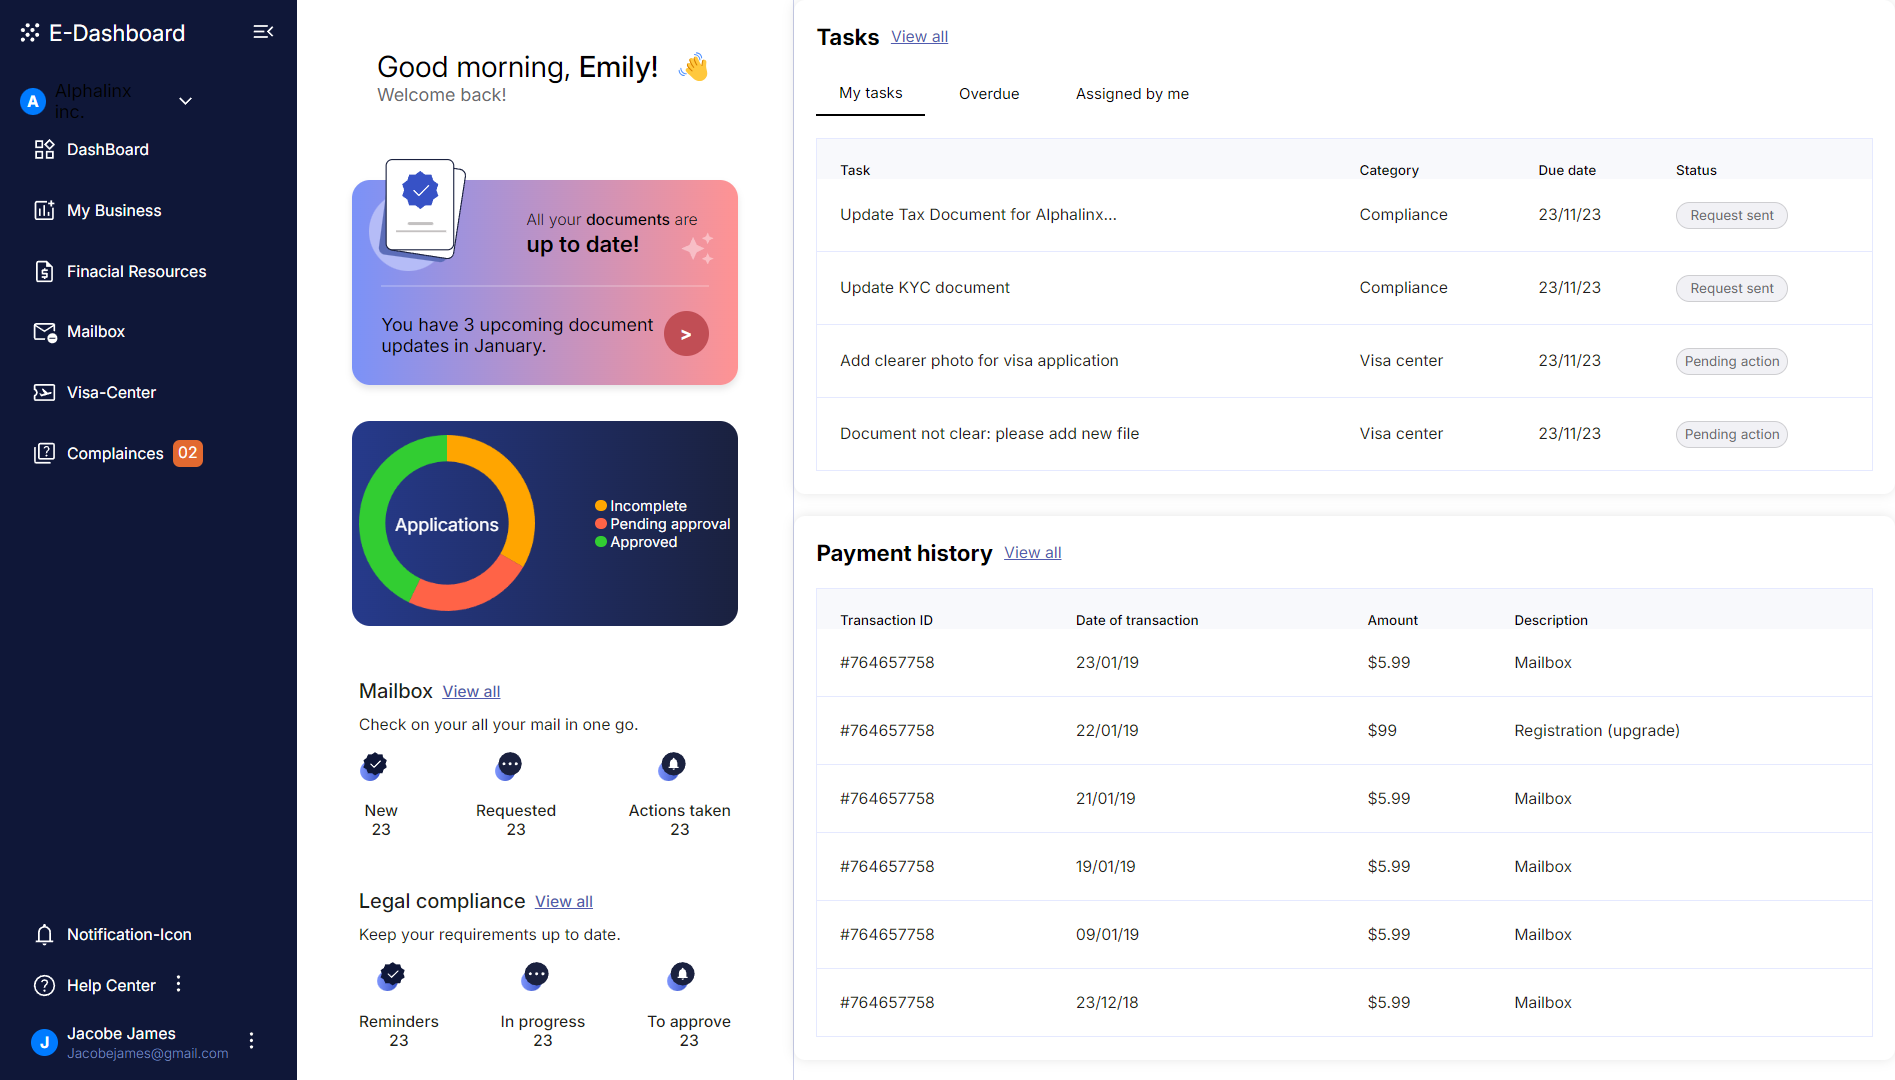 E-Dashboard
A
Alphalinx
inc.
DashBoard
My Business
Finacial Resources
Mailbox
Visa-Center
Complainces 02
Notification-Icon
Help Center
J
Jacobe James
Jacobejames@gmail.com
Good morning, Emily!
Welcome back!
All your documents are
up to date!
You have 3 upcoming document
updates in January.
>
Applications
Incomplete
Pending approval
Approved
Mailbox View all
Check on your all your mail in one go.
New Requested Actions taken
23 23 23
Legal compliance View all
Keep your requirements up to date.
Reminders In progress To approve
23 23 23
Tasks View all
My tasks Overdue Assigned by me
Task Category Due date Status
Update Tax Document for Alphalinx... Compliance 23/11/23 Request sent
Update KYC document Compliance 23/11/23 Request sent
Add clearer photo for visa application Visa center 23/11/23 Pending action
Document not clear: please add new file Visa center 23/11/23 Pending action
Payment history View all
Transaction ID Date of transaction Amount Description
#764657758 23/01/19 $5.99 Mailbox
#764657758 22/01/19 $99 Registration (upgrade)
#764657758 21/01/19 $5.99 Mailbox
#764657758 19/01/19 $5.99 Mailbox
#764657758 09/01/19 $5.99 Mailbox
#764657758 23/12/18 $5.99 Mailbox